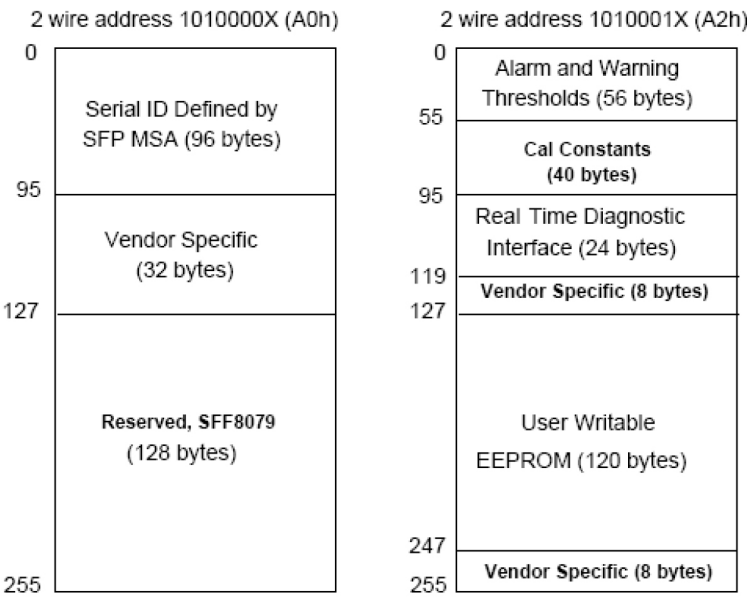 2 wire address 1010000X (A0h)
0
Serial ID Defined by
SFP MSA (96 bytes)
95
Vendor Specific
(32 bytes)
127
Reserved, SFF8079
(128 bytes)
255
2 wire address 1010001X (A2h)
0
Alarm and Warning
Thresholds (56 bytes)
55
Cal Constants
(40 bytes)
95
Real Time Diagnostic
Interface (24 bytes)
119
Vendor Specific (8 bytes)
127
User Writable
EEPROM (120 bytes)
247
Vendor Specific (8 bytes)
255